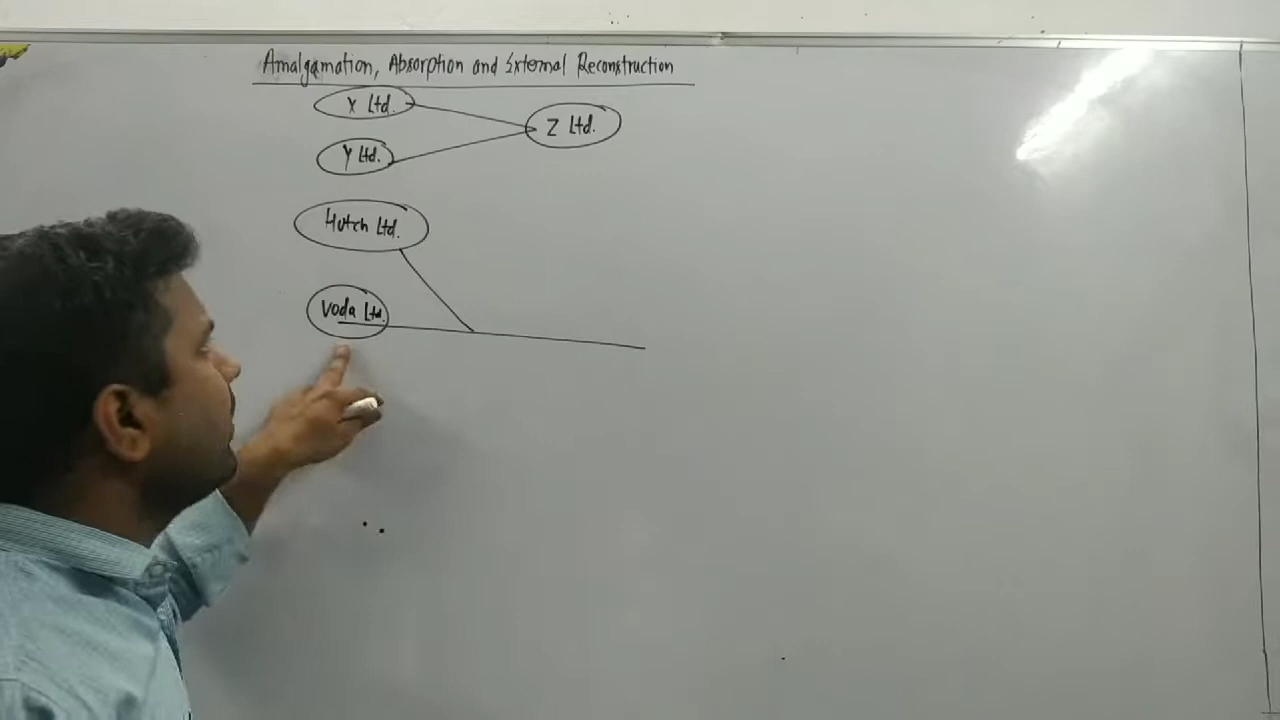 Amalgamation, Absorption and External Reconstruction
X Ltd.
Z Ltd.
Y Ltd.
Hutch Ltd.
Voda Ltd.